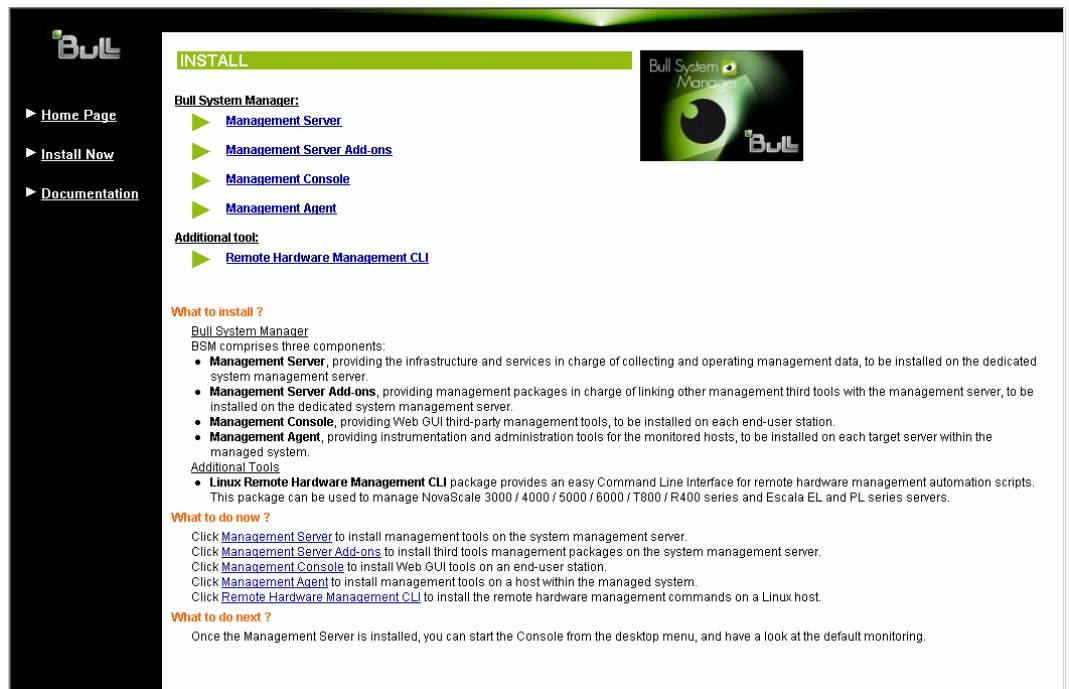 Bull
Home Page
Install Now
Documentation
INSTALL
Bull System Manager
Bull
Bull System Manager:
Management Server
Management Server Add-ons
Management Console
Management Agent
Additional tool:
Remote Hardware Management CLI
What to install ?
Bull System Manager
BSM comprises three components:
• Management Server, providing the infrastructure and services in charge of collecting and operating management data, to be installed on the dedicated
system management server.
• Management Server Add-ons, providing management packages in charge of linking other management third tools with the management server, to be
installed on the dedicated system management server.
• Management Console, providing Web GUI third-party management tools, to be installed on each end-user station.
• Management Agent, providing instrumentation and administration tools for the monitored hosts, to be installed on each target server within the
managed system.
Additional Tools
• Linux Remote Hardware Management CLI package provides an easy Command Line Interface for remote hardware management automation scripts.
This package can be used to manage NovaScale 3000 / 4000 / 5000 / 6000 / T800 / R400 series and Escala EL and PL series servers.
What to do now ?
Click Management Server to install management tools on the system management server.
Click Management Server Add-ons to install third tools management packages on the system management server.
Click Management Console to install Web GUI tools on an end-user station.
Click Management Agent to install management tools on a host within the managed system.
Click Remote Hardware Management CLI to install the remote hardware management commands on a Linux host.
What to do next ?
Once the Management Server is installed, you can start the Console from the desktop menu, and have a look at the default monitoring.